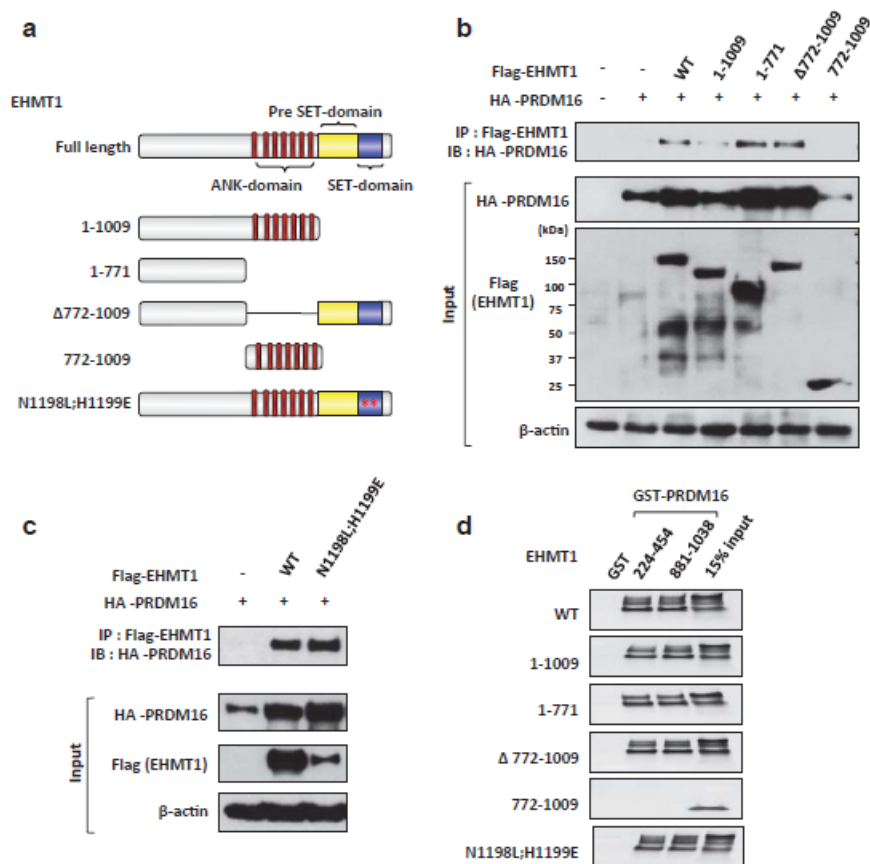 a
EHMT1
Pre SET-domain
Full length
ANK-domain
SET-domain
1-1009
1-771
Δ772-1009
772-1009
N1198L;H1199E
**
b
Flag-EHMT1 - - WT 1-1009 1-771 Δ772-1009 772-1009
HA -PRDM16 - + + + + + +
IP : Flag-EHMT1
IB : HA -PRDM16
Input
HA -PRDM16
(kDa)
150
100
75
50
37
25
Flag
(EHMT1)
β-actin
c
Flag-EHMT1 - WT N1198L;H1199E
HA -PRDM16 + + +
IP : Flag-EHMT1
IB : HA -PRDM16
Input
HA -PRDM16
Flag (EHMT1)
β-actin
d
GST-PRDM16
EHMT1 GST 224-454 881-1038 15% input
WT
1-1009
1-771
Δ 772-1009
772-1009
N1198L;H1199E